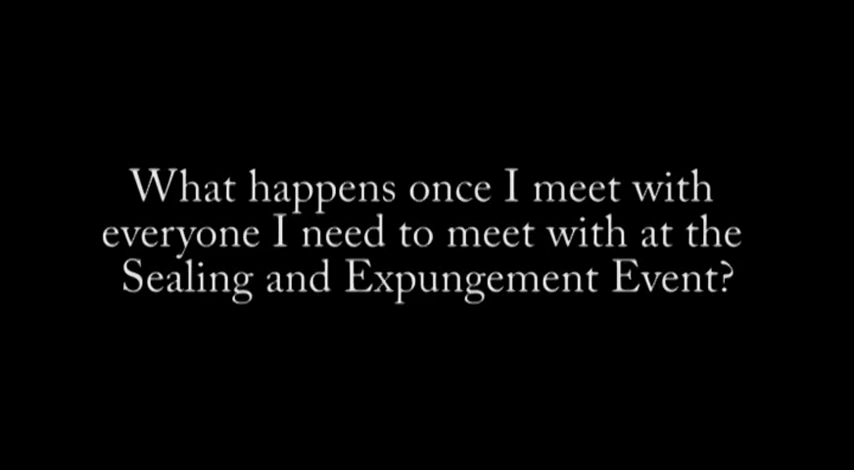 What happens once I meet with
everyone I need to meet with at the
Sealing and Expungement Event?